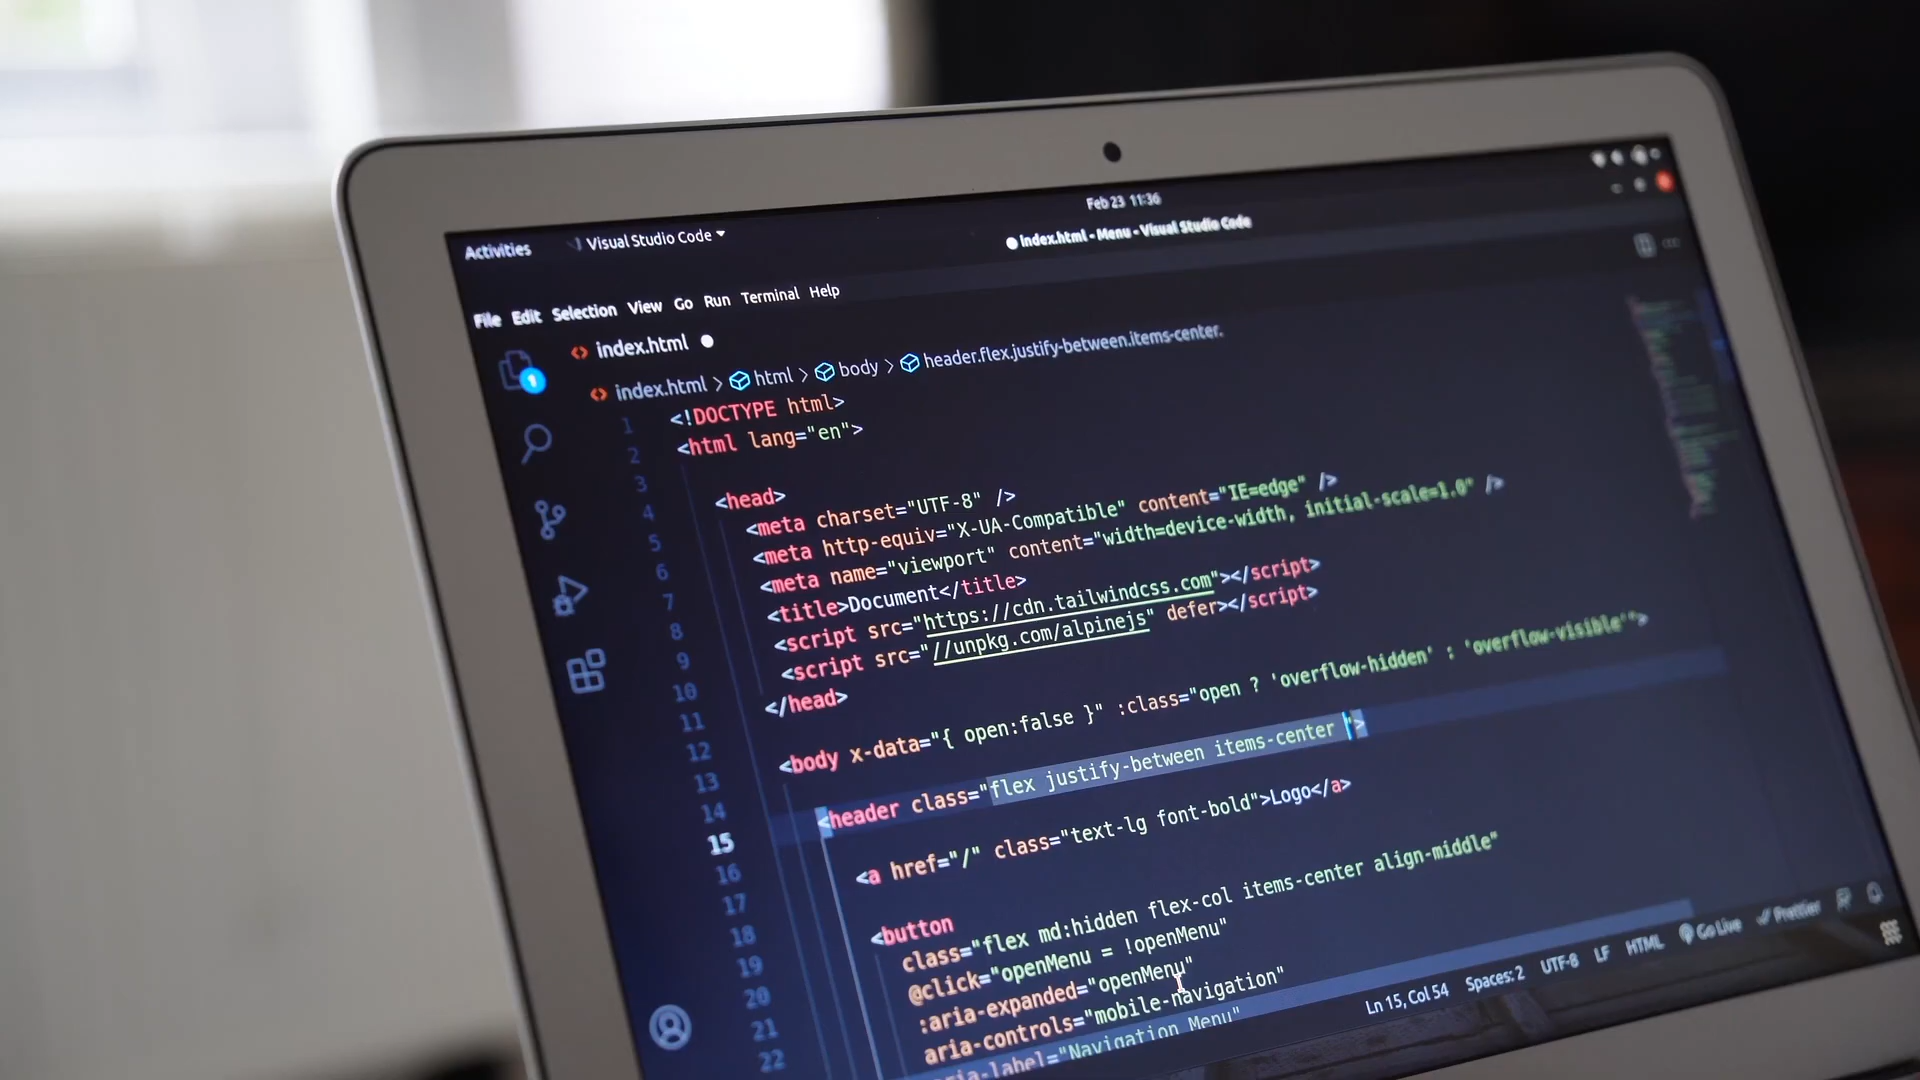 Feb 23 11:36
Activities Visual Studio Code
index.html - Menu - Visual Studio Code
File Edit Selection View Go Run Terminal Help
index.html
1
index.html > html > body > header.flex.justify-between.items-center.
1 <!DOCTYPE html>
2 <html lang="en">
3
4 <head>
5 <meta charset="UTF-8" />
6 <meta http-equiv="X-UA-Compatible" content="IE=edge" />
7 <meta name="viewport" content="width=device-width, initial-scale=1.0" />
8 <title>Document</title>
9 <script src="https://cdn.tailwindcss.com"></script>
10 <script src="//unpkg.com/alpinejs" defer></script>
11 </head>
12
13 <body x-data="{ open:false }" :class="open ? 'overflow-hidden' : 'overflow-visible'">
14
15 <header class="flex justify-between items-center ">
16
17 <a href="/" class="text-lg font-bold">Logo</a>
18
19 <button
20 class="flex md:hidden flex-col items-center align-middle"
21 @click="openMenu = !openMenu"
22 :aria-expanded="openMenu"
aria-controls="mobile-navigation"
aria-label="Navigation Menu"
Ln 15, Col 54 Spaces: 2 UTF-8 LF HTML Go Live Prettier